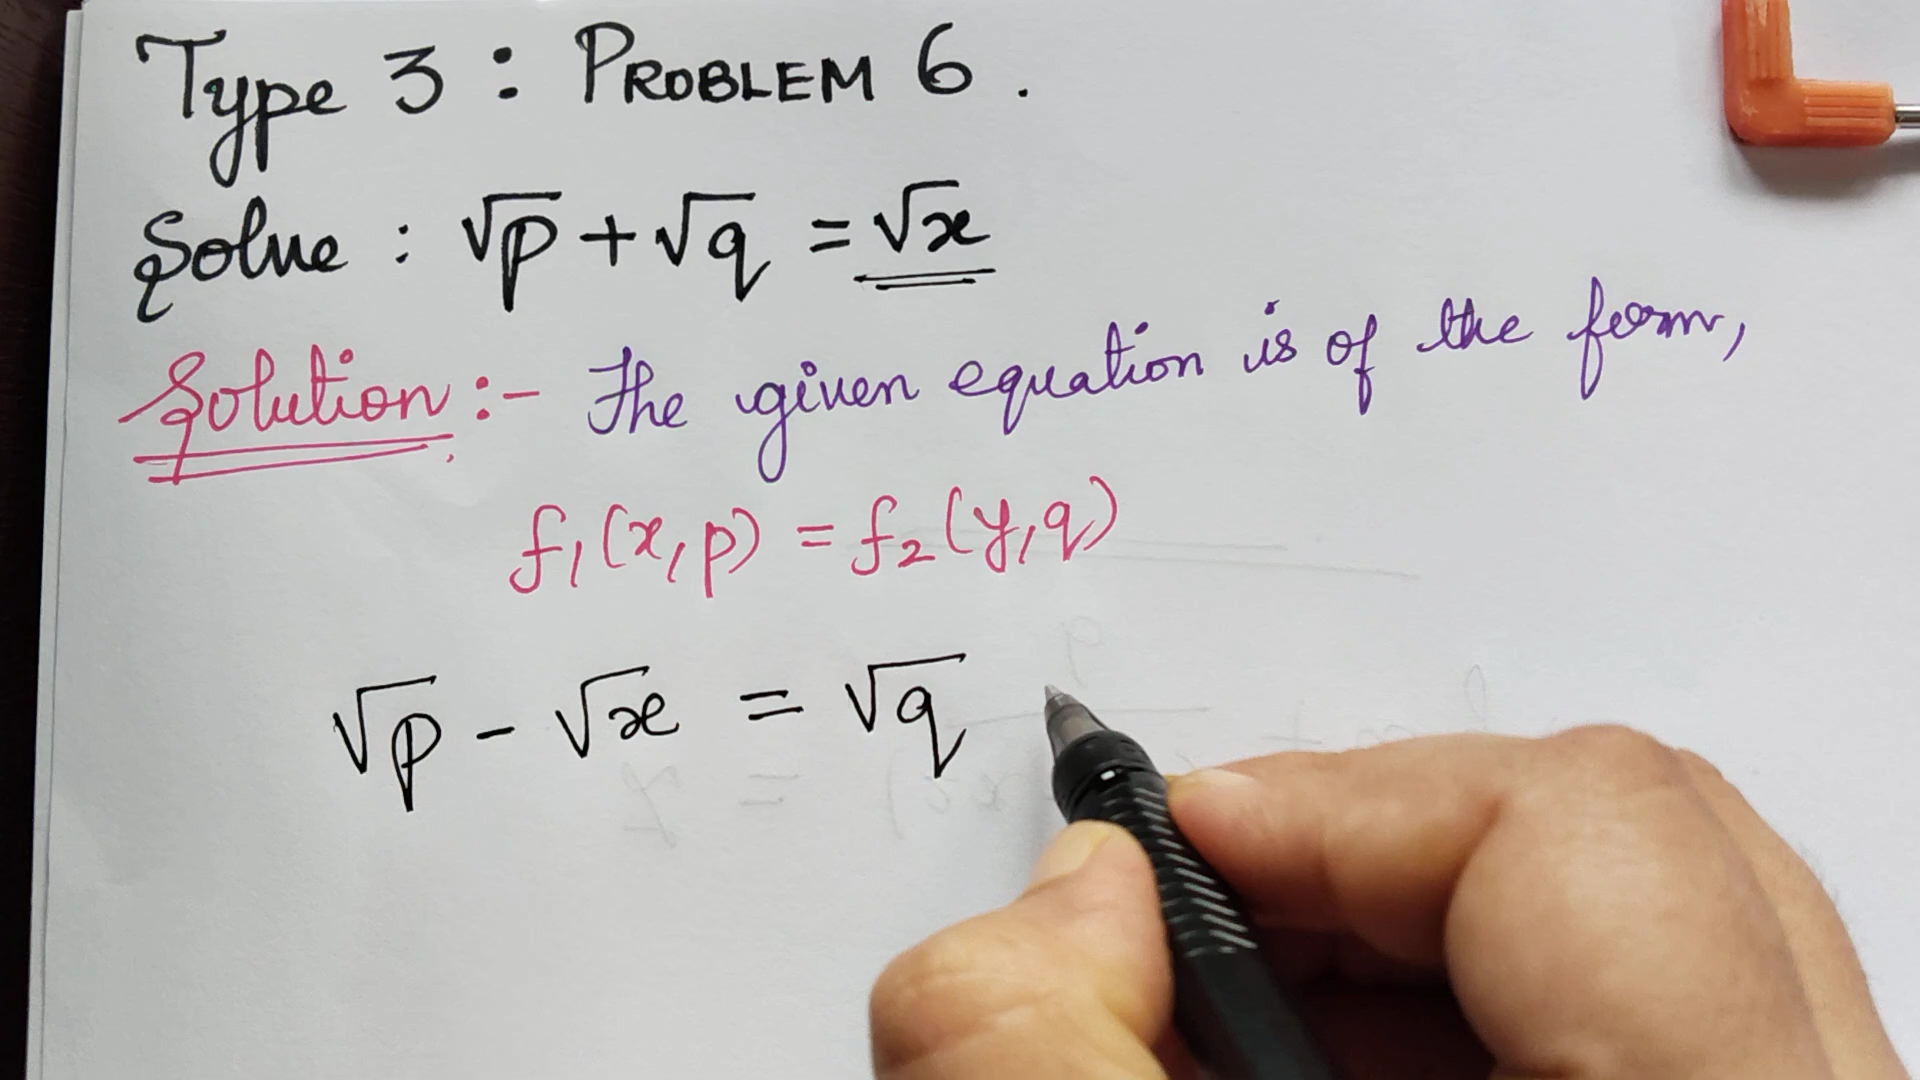 Type 3 : PROBLEM 6 .
Solve : √p + √q = √x
Solution :- The given equation is of the form,
f₁(x,p) = f₂(y,q)
√p - √x = √q